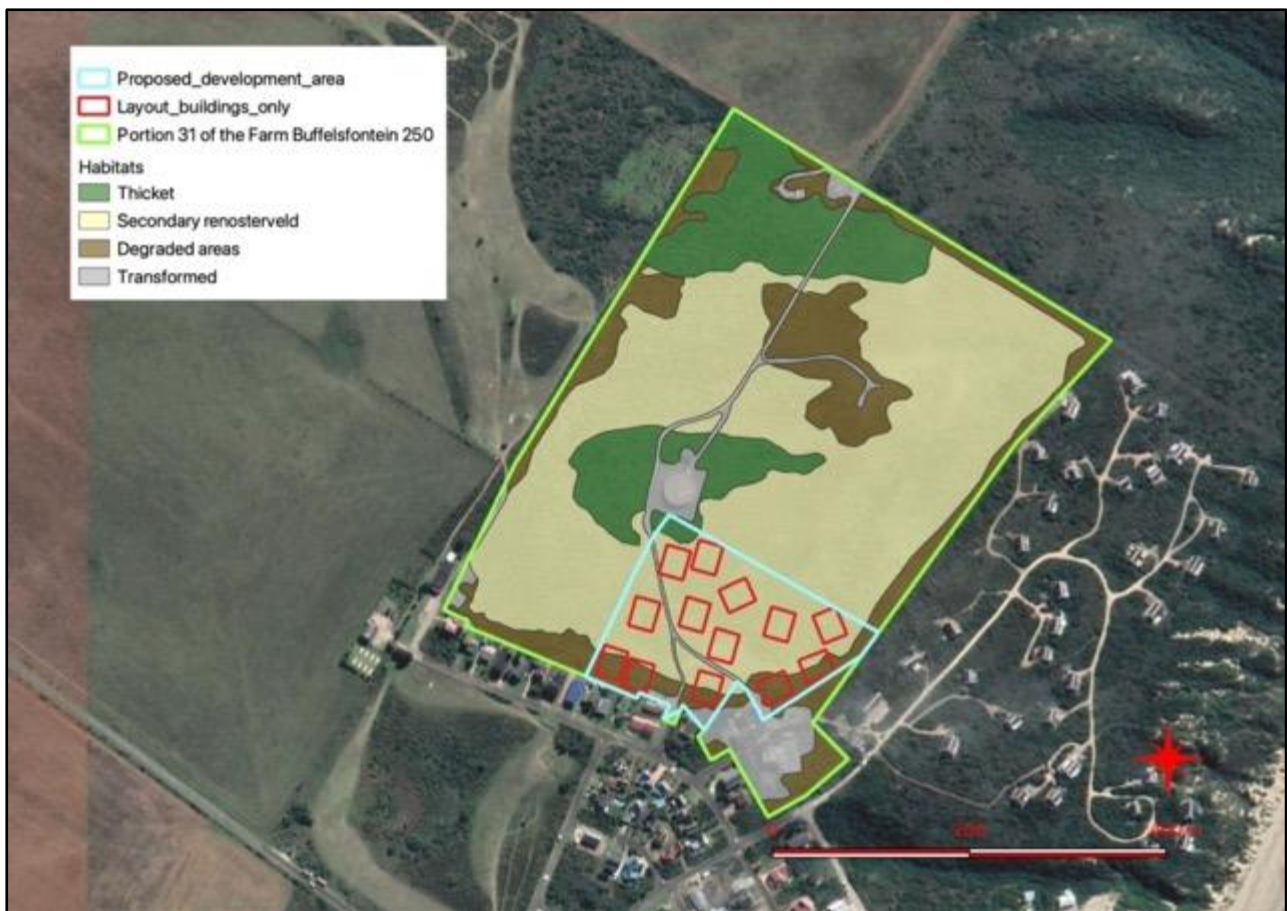 Proposed_development_area
Layout_buildings_only
Portion 31 of the Farm Buffelsfontein 250
Habitats
Thicket
Secondary renosterveld
Degraded areas
Transformed